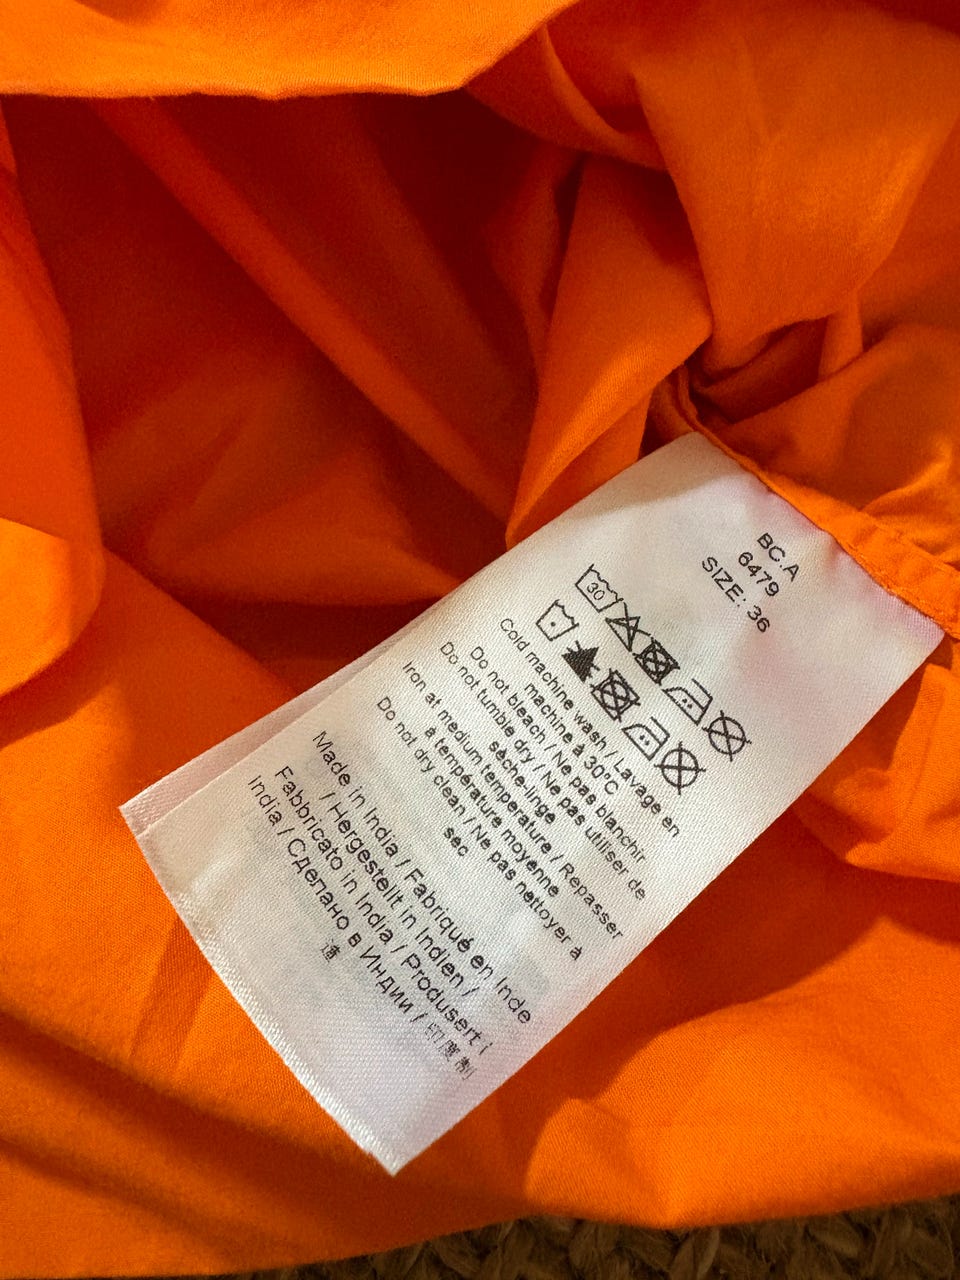 BC.A
6479
SIZE: 36
30
Cold machine wash / Lavage en
machine à 30°C
Do not bleach / Ne pas blanchir
Do not tumble dry / Ne pas utiliser de
sèche-linge
Iron at medium temperature / Repasser
à température moyenne
Do not dry clean / Ne pas nettoyer à
sec
Made in India / Fabriqué en Inde
/ Hergestellt in Indien /
Fabbricato in India / Produsert i
India / Сделано в Индии / 印度制
造